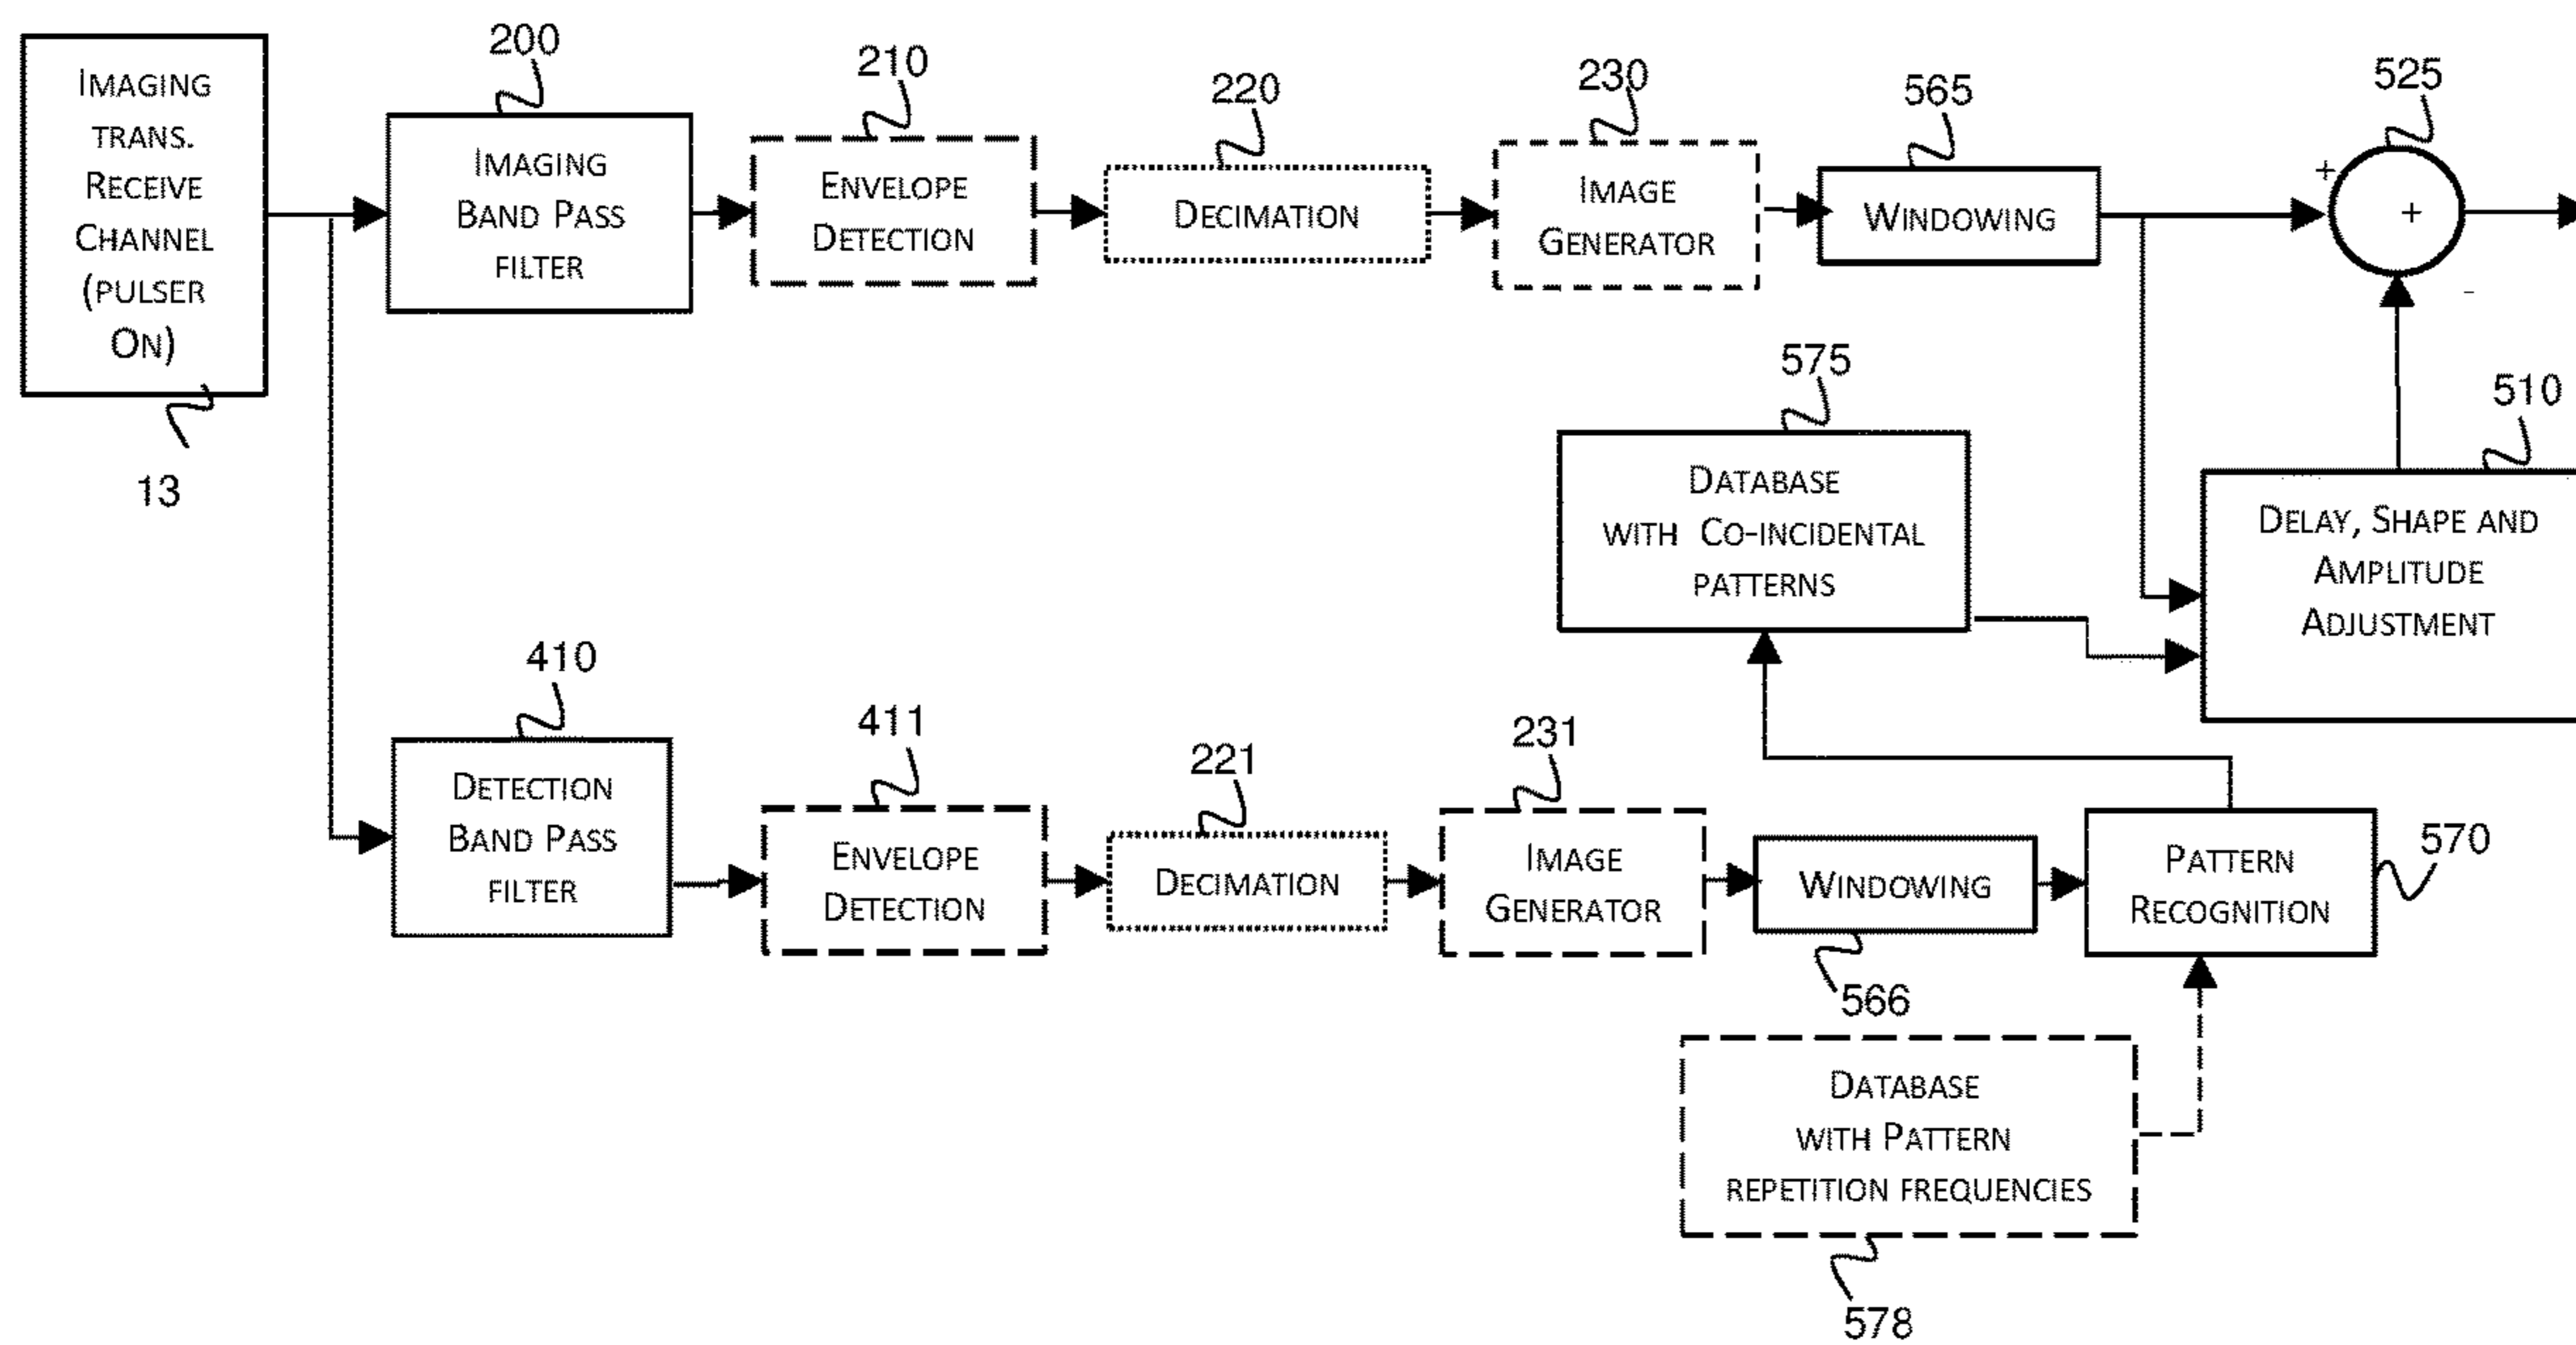 200
210
220
230
565
525
IMAGING
TRANS.
RECEIVE
CHANNEL
(PULSER
ON)
13
IMAGING
BAND PASS
FILTER
ENVELOPE
DETECTION
DECIMATION
IMAGE
GENERATOR
WINDOWING
+
+
-
575
DATABASE
WITH CO-INCIDENTAL
PATTERNS
510
DELAY, SHAPE AND
AMPLITUDE
ADJUSTMENT
410
DETECTION
BAND PASS
FILTER
411
ENVELOPE
DETECTION
221
DECIMATION
231
IMAGE
GENERATOR
WINDOWING
566
PATTERN
RECOGNITION
570
DATABASE
WITH PATTERN
REPETITION FREQUENCIES
578